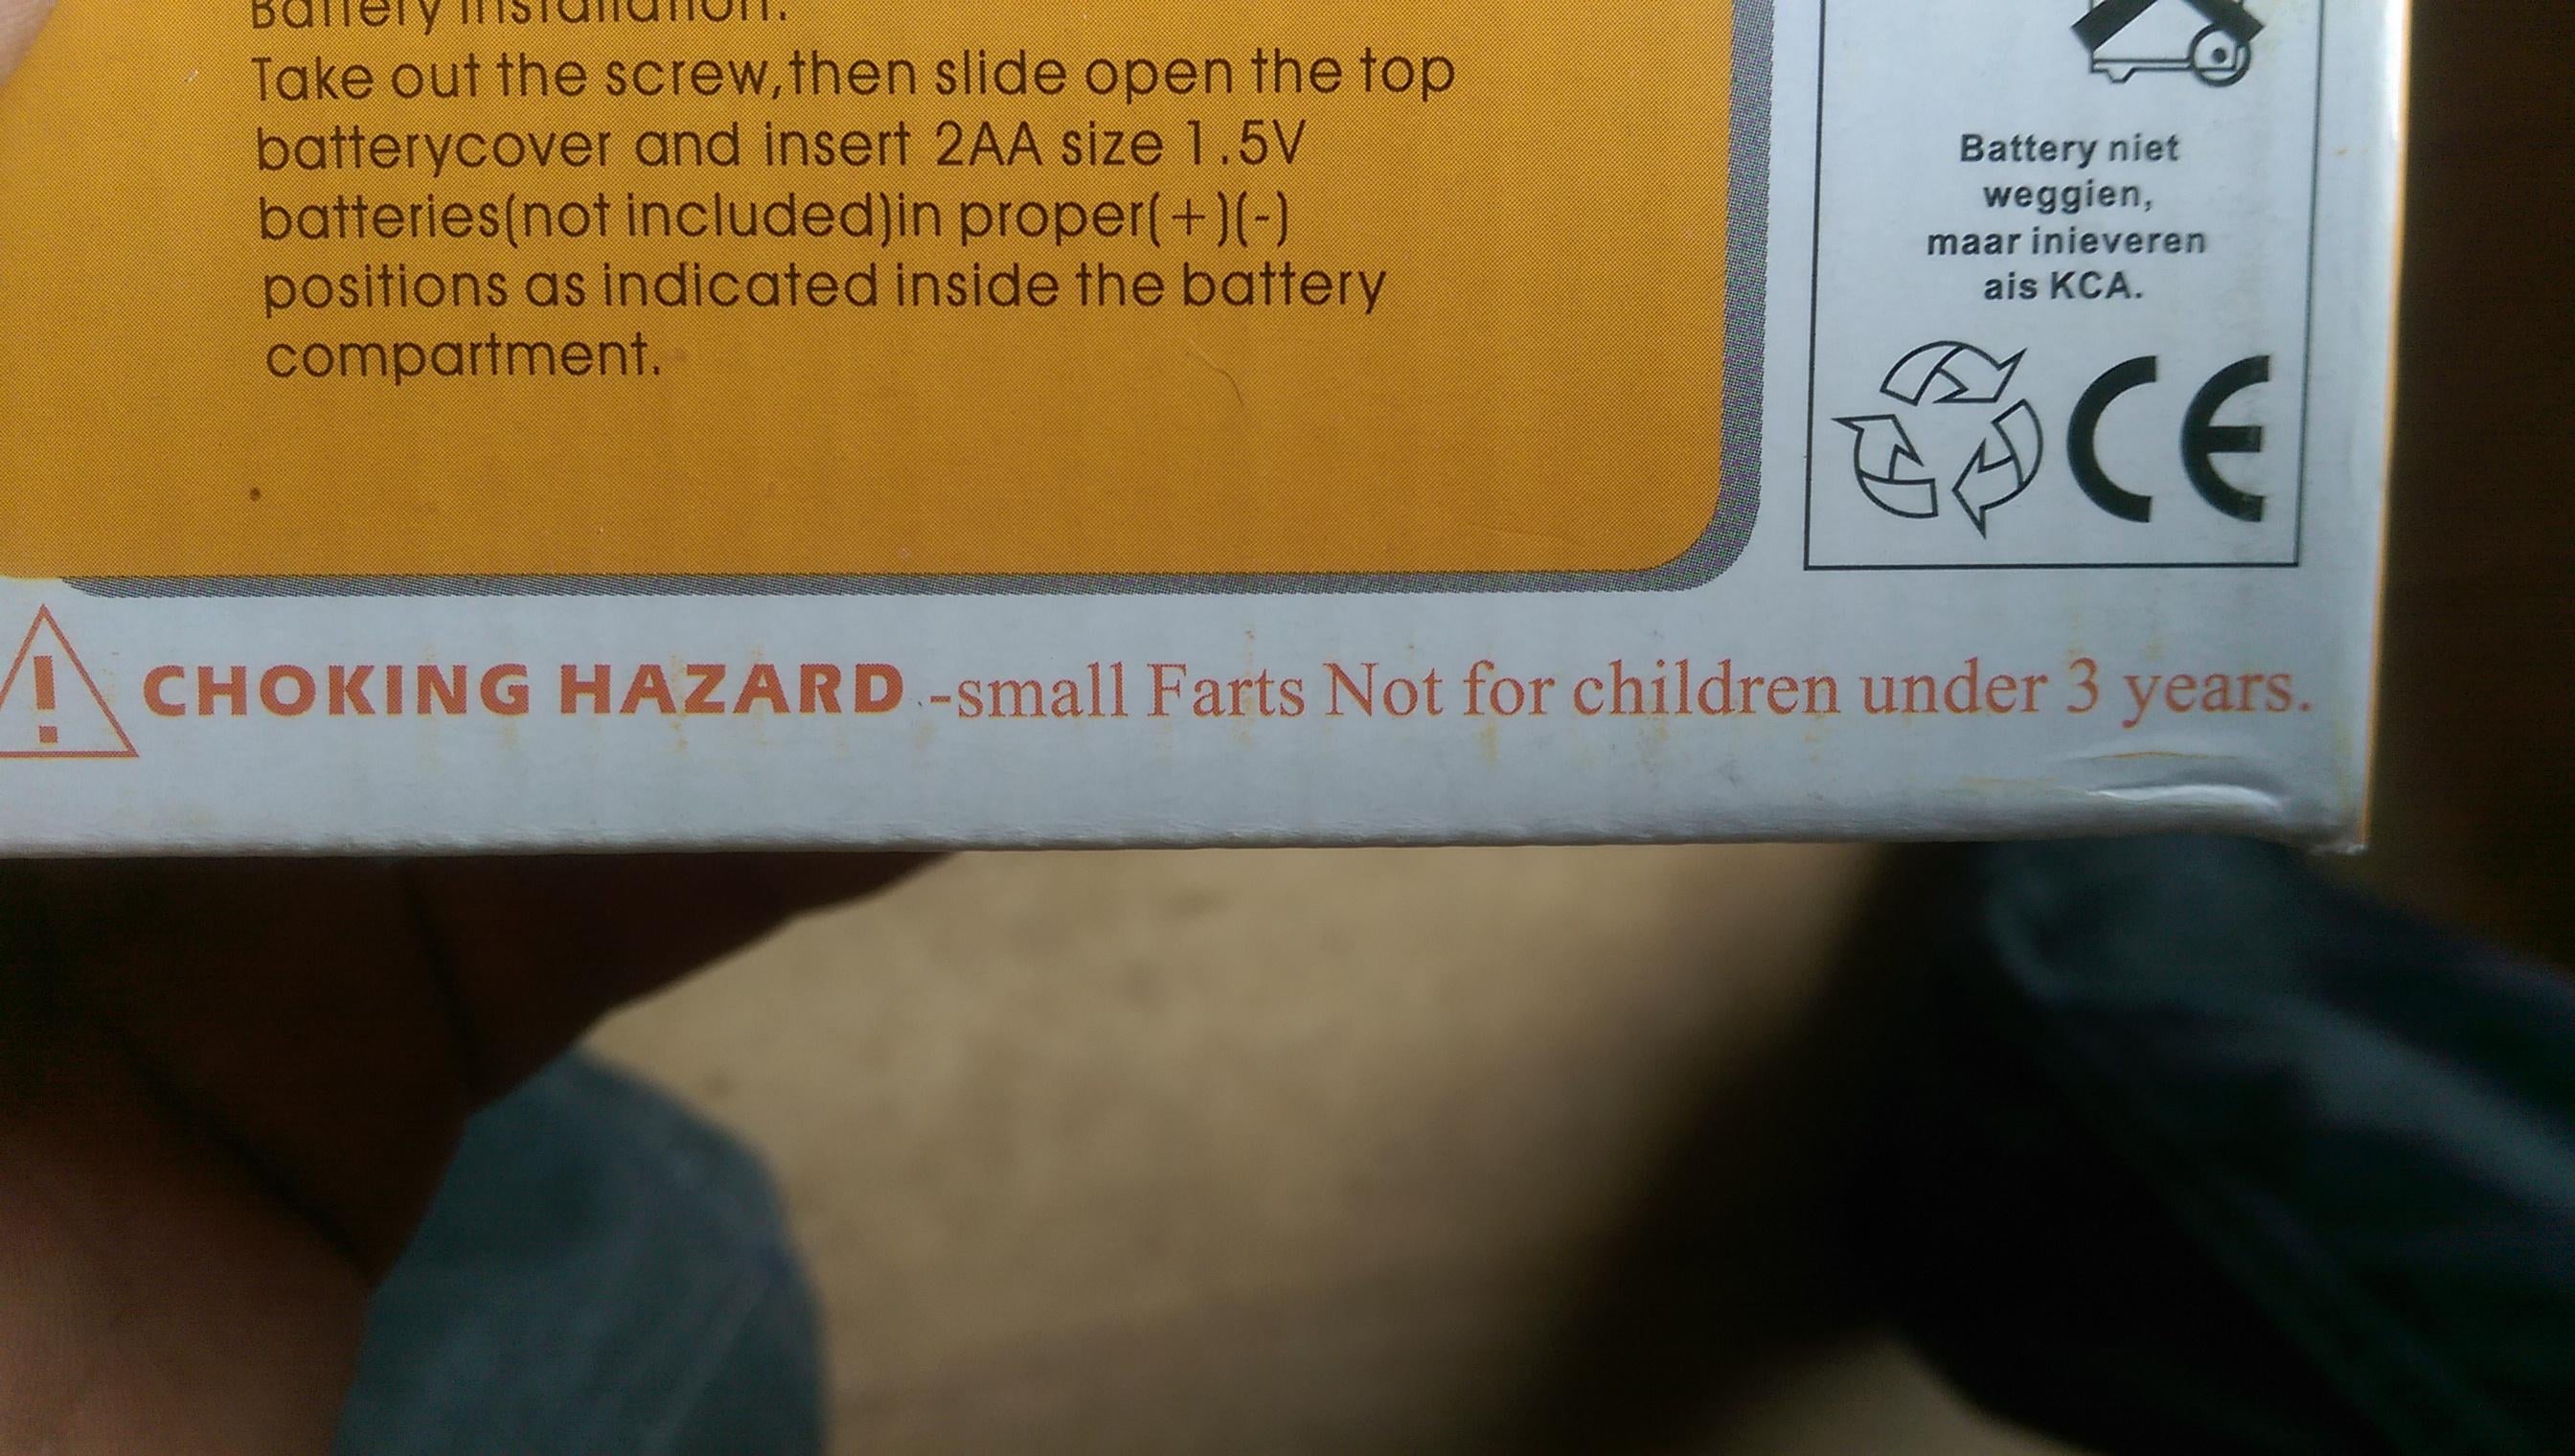 Battery Installation:
Take out the screw,then slide open the top
batterycover and insert 2AA size 1.5V
batteries(not included)in proper(+)(-)
positions as indicated inside the battery
compartment.
Battery niet
weggien,
maar inieveren
ais KCA.
CE
CHOKING HAZARD -small Farts Not for children under 3 years.